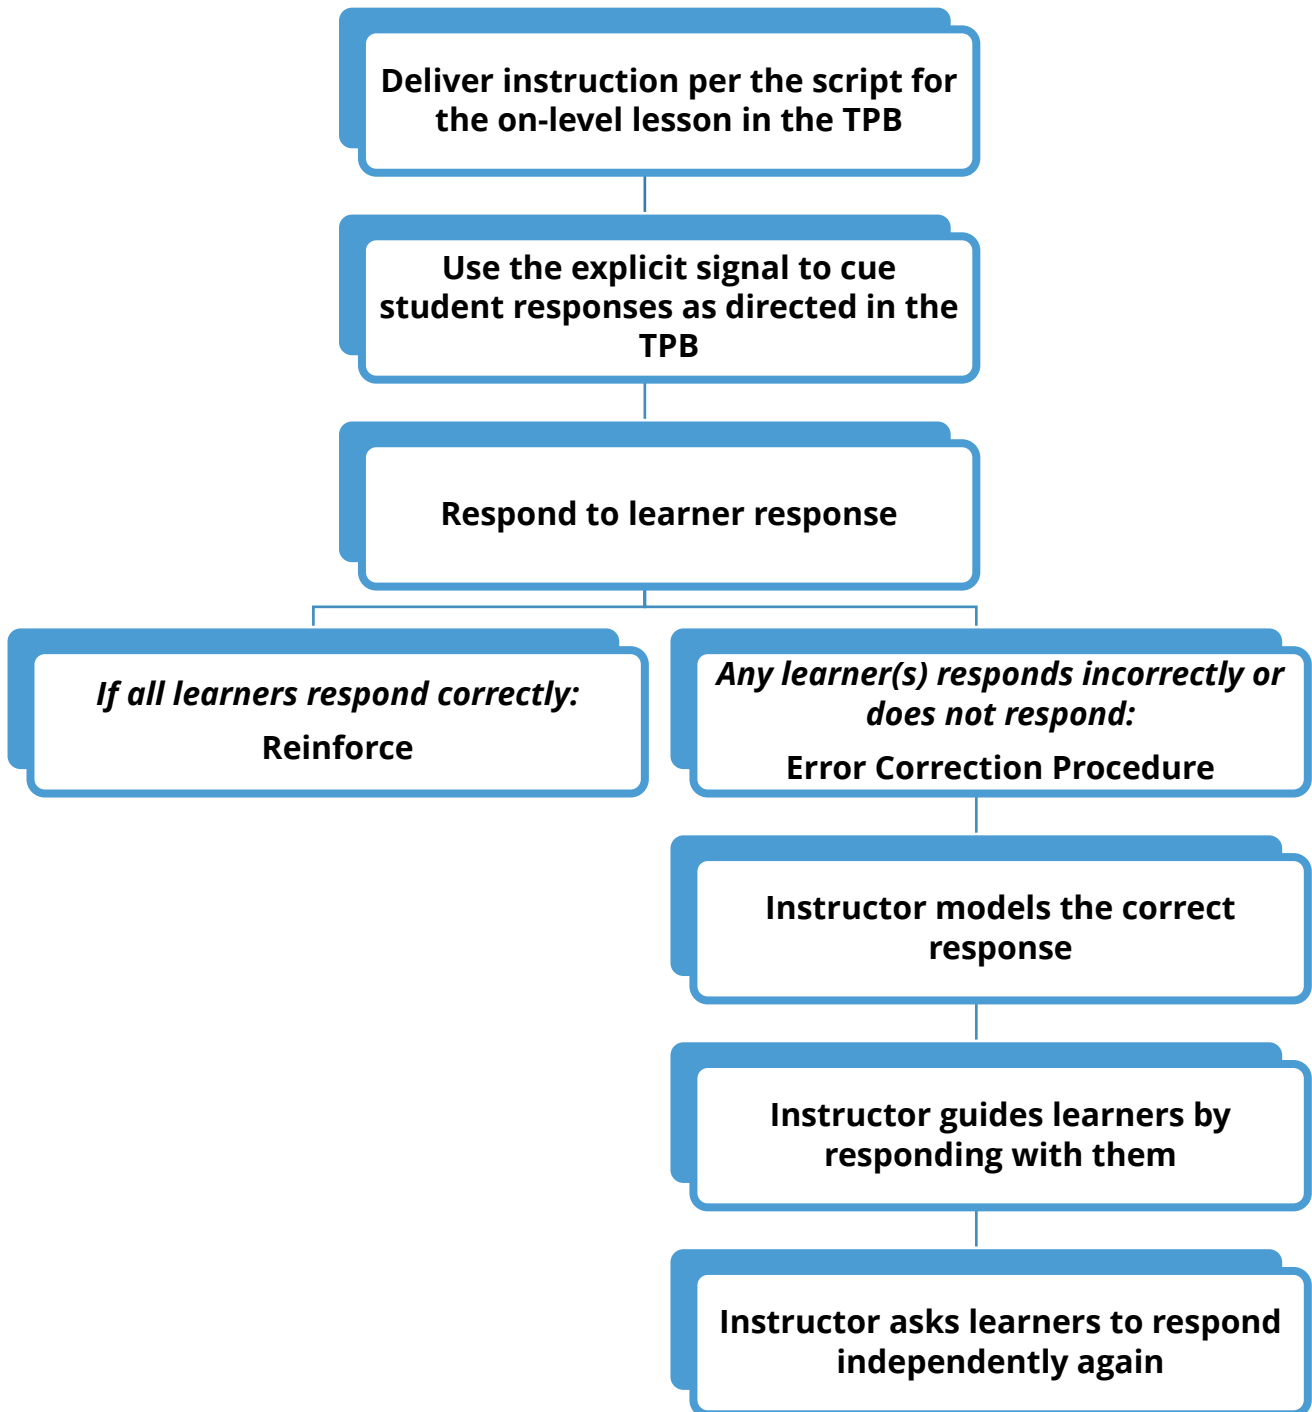 Deliver instruction per the script for
the on-level lesson in the TPB
Use the explicit signal to cue
student responses as directed in the
TPB
Respond to learner response
If all learners respond correctly:
Reinforce
Any learner(s) responds incorrectly or
does not respond:
Error Correction Procedure
Instructor models the correct
response
Instructor guides learners by
responding with them
Instructor asks learners to respond
independently again